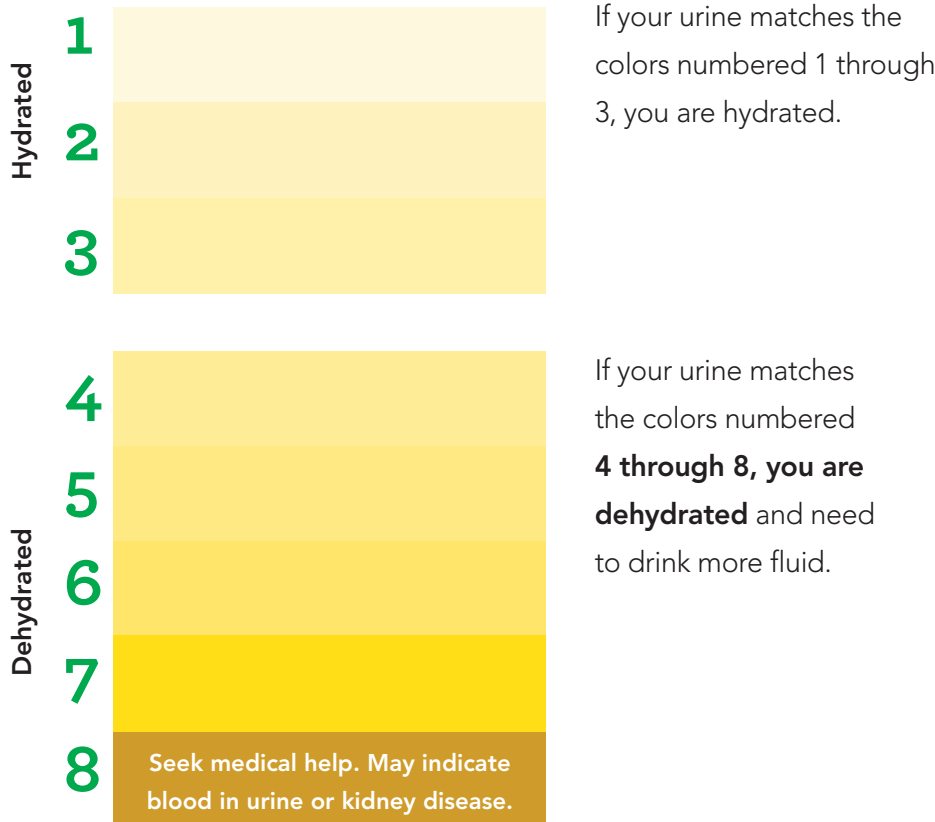 Hydrated
1
2
3
If your urine matches the
colors numbered 1 through
3, you are hydrated.
Dehydrated
4
5
6
7
8
Seek medical help. May indicate
blood in urine or kidney disease.
If your urine matches
the colors numbered
4 through 8, you are
dehydrated and need
to drink more fluid.